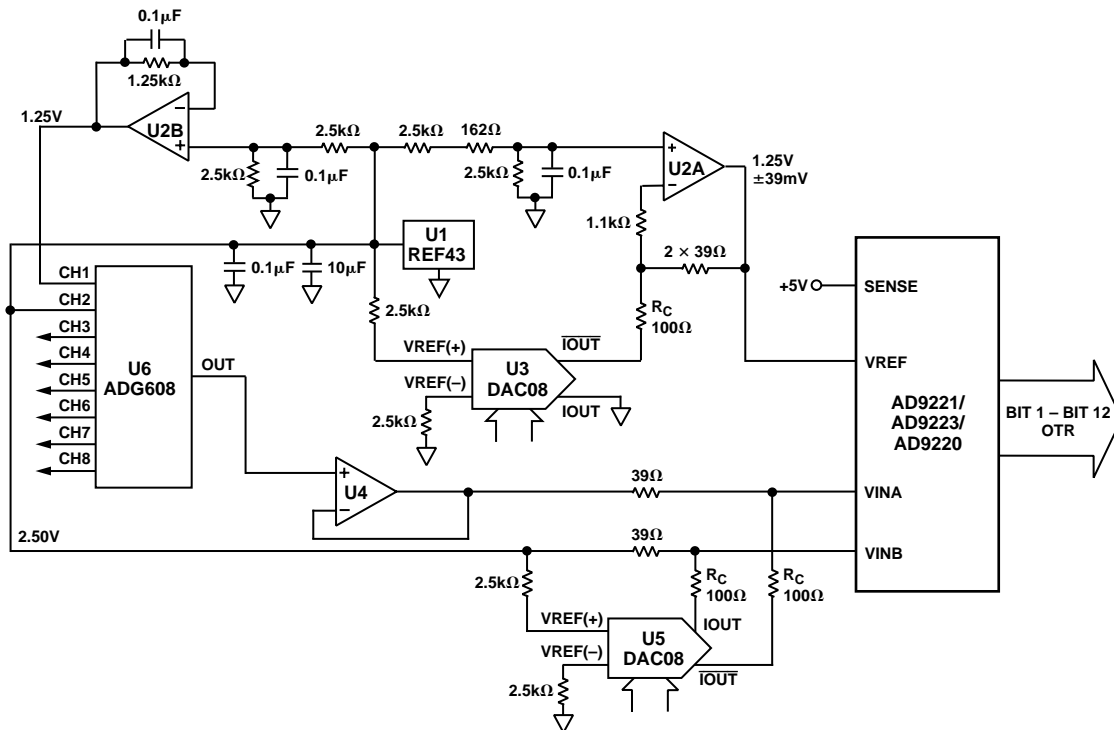 0.1µF
1.25kΩ
1.25V
–
U2B
+
2.5kΩ
2.5kΩ
162Ω
2.5kΩ
0.1µF
2.5kΩ
0.1µF
+
U2A
–
1.25V
±39mV
1.1kΩ
2 × 39Ω
U1
REF43
0.1µF
10µF
+5V
SENSE
CH1
CH2
CH3
CH4
CH5
CH6
CH7
CH8
U6
ADG608
OUT
2.5kΩ
RC
100Ω
VREF(+)
VREF(–)
U3
DAC08
IOUT
IOUT
2.5kΩ
VREF
AD9221/
AD9223/
AD9220
BIT 1 – BIT 12
OTR
+
U4
–
39Ω
VINA
2.50V
39Ω
VINB
2.5kΩ
RC
100Ω
RC
100Ω
VREF(+)
VREF(–)
U5
DAC08
IOUT
IOUT
2.5kΩ